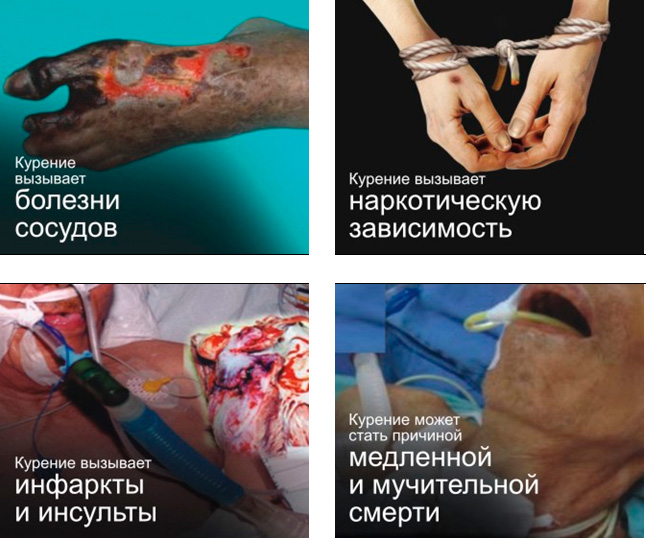 Курение
вызывает
болезни
сосудов
Курение вызывает
наркотическую
зависимость
Курение вызывает
инфаркты
и инсульты
Курение может
стать причиной
медленной
и мучительной
смерти